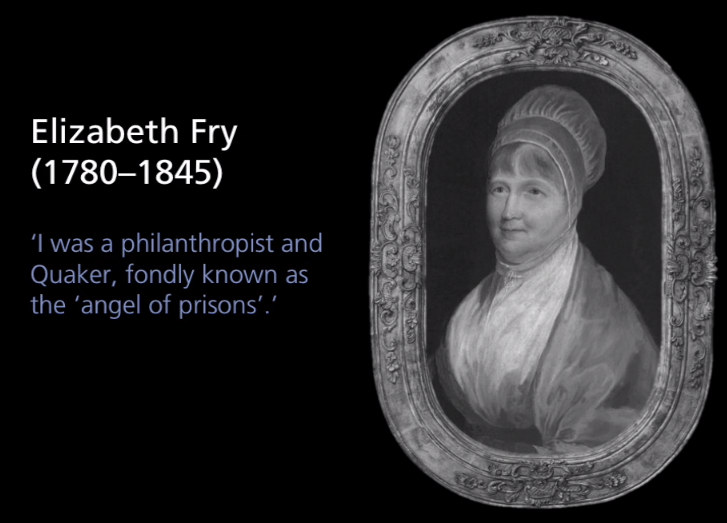 Elizabeth Fry
(1780–1845)
‘I was a philanthropist and
Quaker, fondly known as
the ‘angel of prisons’.’